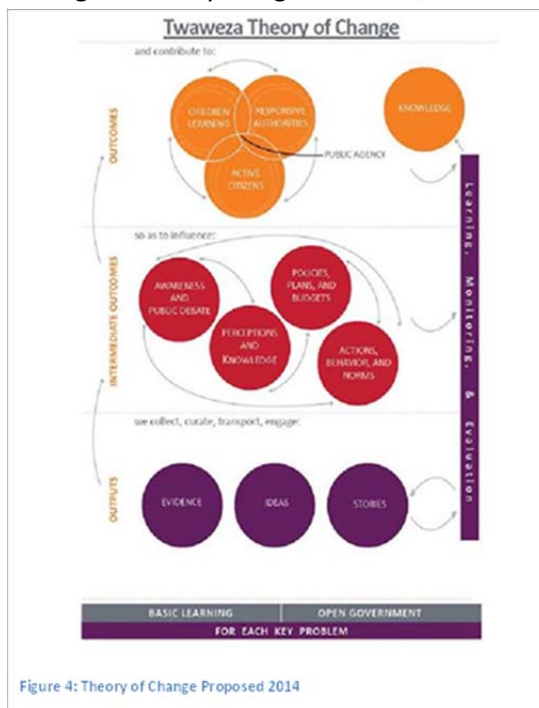 Twaweza Theory of Change
and contribute to:
CHILDREN
LEARNING
RESPONSIVE
AUTHORITIES
KNOWLEDGE
PUBLIC AGENCY
ACTIVE
CITIZENS
OUTCOMES
so as to influence:
AWARENESS
AND
PUBLIC DEBATE
POLICIES,
PLANS, AND
BUDGETS
PERCEPTIONS
AND
KNOWLEDGE
ACTIONS,
BEHAVIOR, AND
NORMS
INTERMEDIATE OUTCOMES
we collect, curate, transport, engage:
EVIDENCE
IDEAS
STORIES
OUTPUTS
Learning, Monitoring, & Evaluation
BASIC LEARNING
OPEN GOVERNMENT
FOR EACH KEY PROBLEM
Figure 4: Theory of Change Proposed 2014